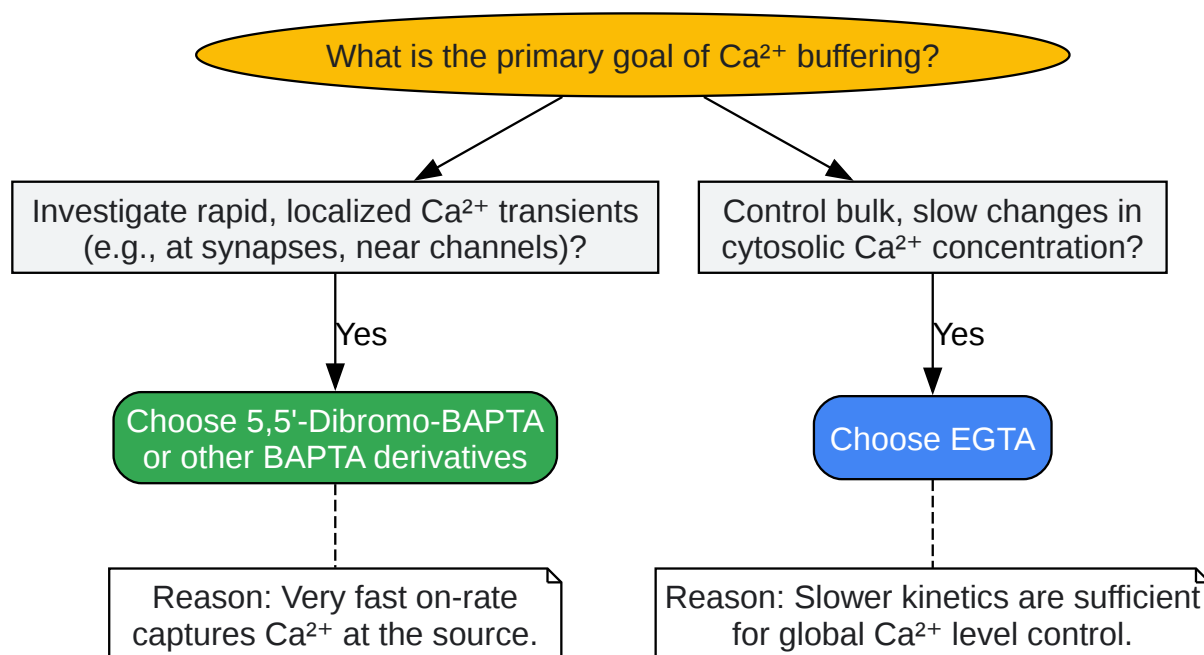 What is the primary goal of Ca²⁺ buffering?
Investigate rapid, localized Ca²⁺ transients
(e.g., at synapses, near channels)?
Control bulk, slow changes in
cytosolic Ca²⁺ concentration?
Yes
Yes
Choose 5,5'-Dibromo-BAPTA
or other BAPTA derivatives
Choose EGTA
Reason: Very fast on-rate
captures Ca²⁺ at the source.
Reason: Slower kinetics are sufficient
for global Ca²⁺ level control.